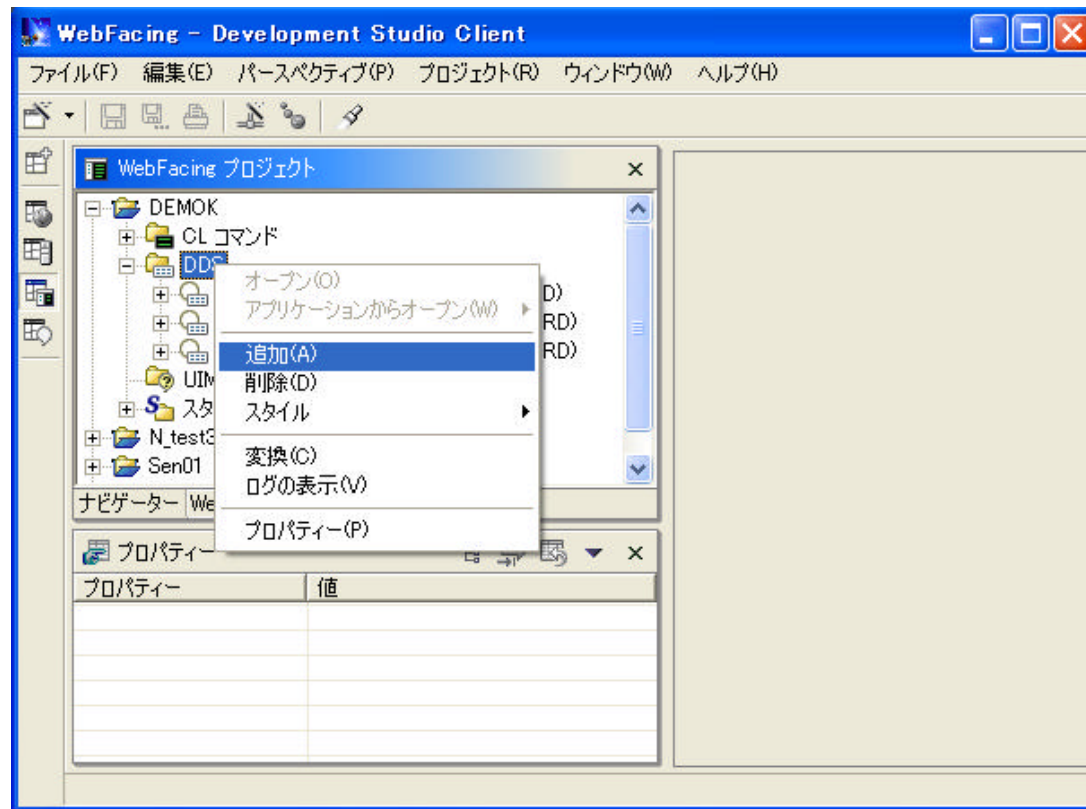 WebFacing - Development Studio Client
ファイル(F) 編集(E) パースペクティブ(P) プロジェクト(R) ウィンドウ(W) ヘルプ(H)
WebFacing プロジェクト
DEMOK
CL コマンド
DDS
オープン(O)
D)
アプリケーションからオープン(W)
RD)
追加(A)
RD)
UIM
削除(D)
スタ
スタイル
N_test3
変換(C)
Sen01
ログの表示(V)
ナビゲーター We
プロパティー(P)
プロパティー
プロパティー 値